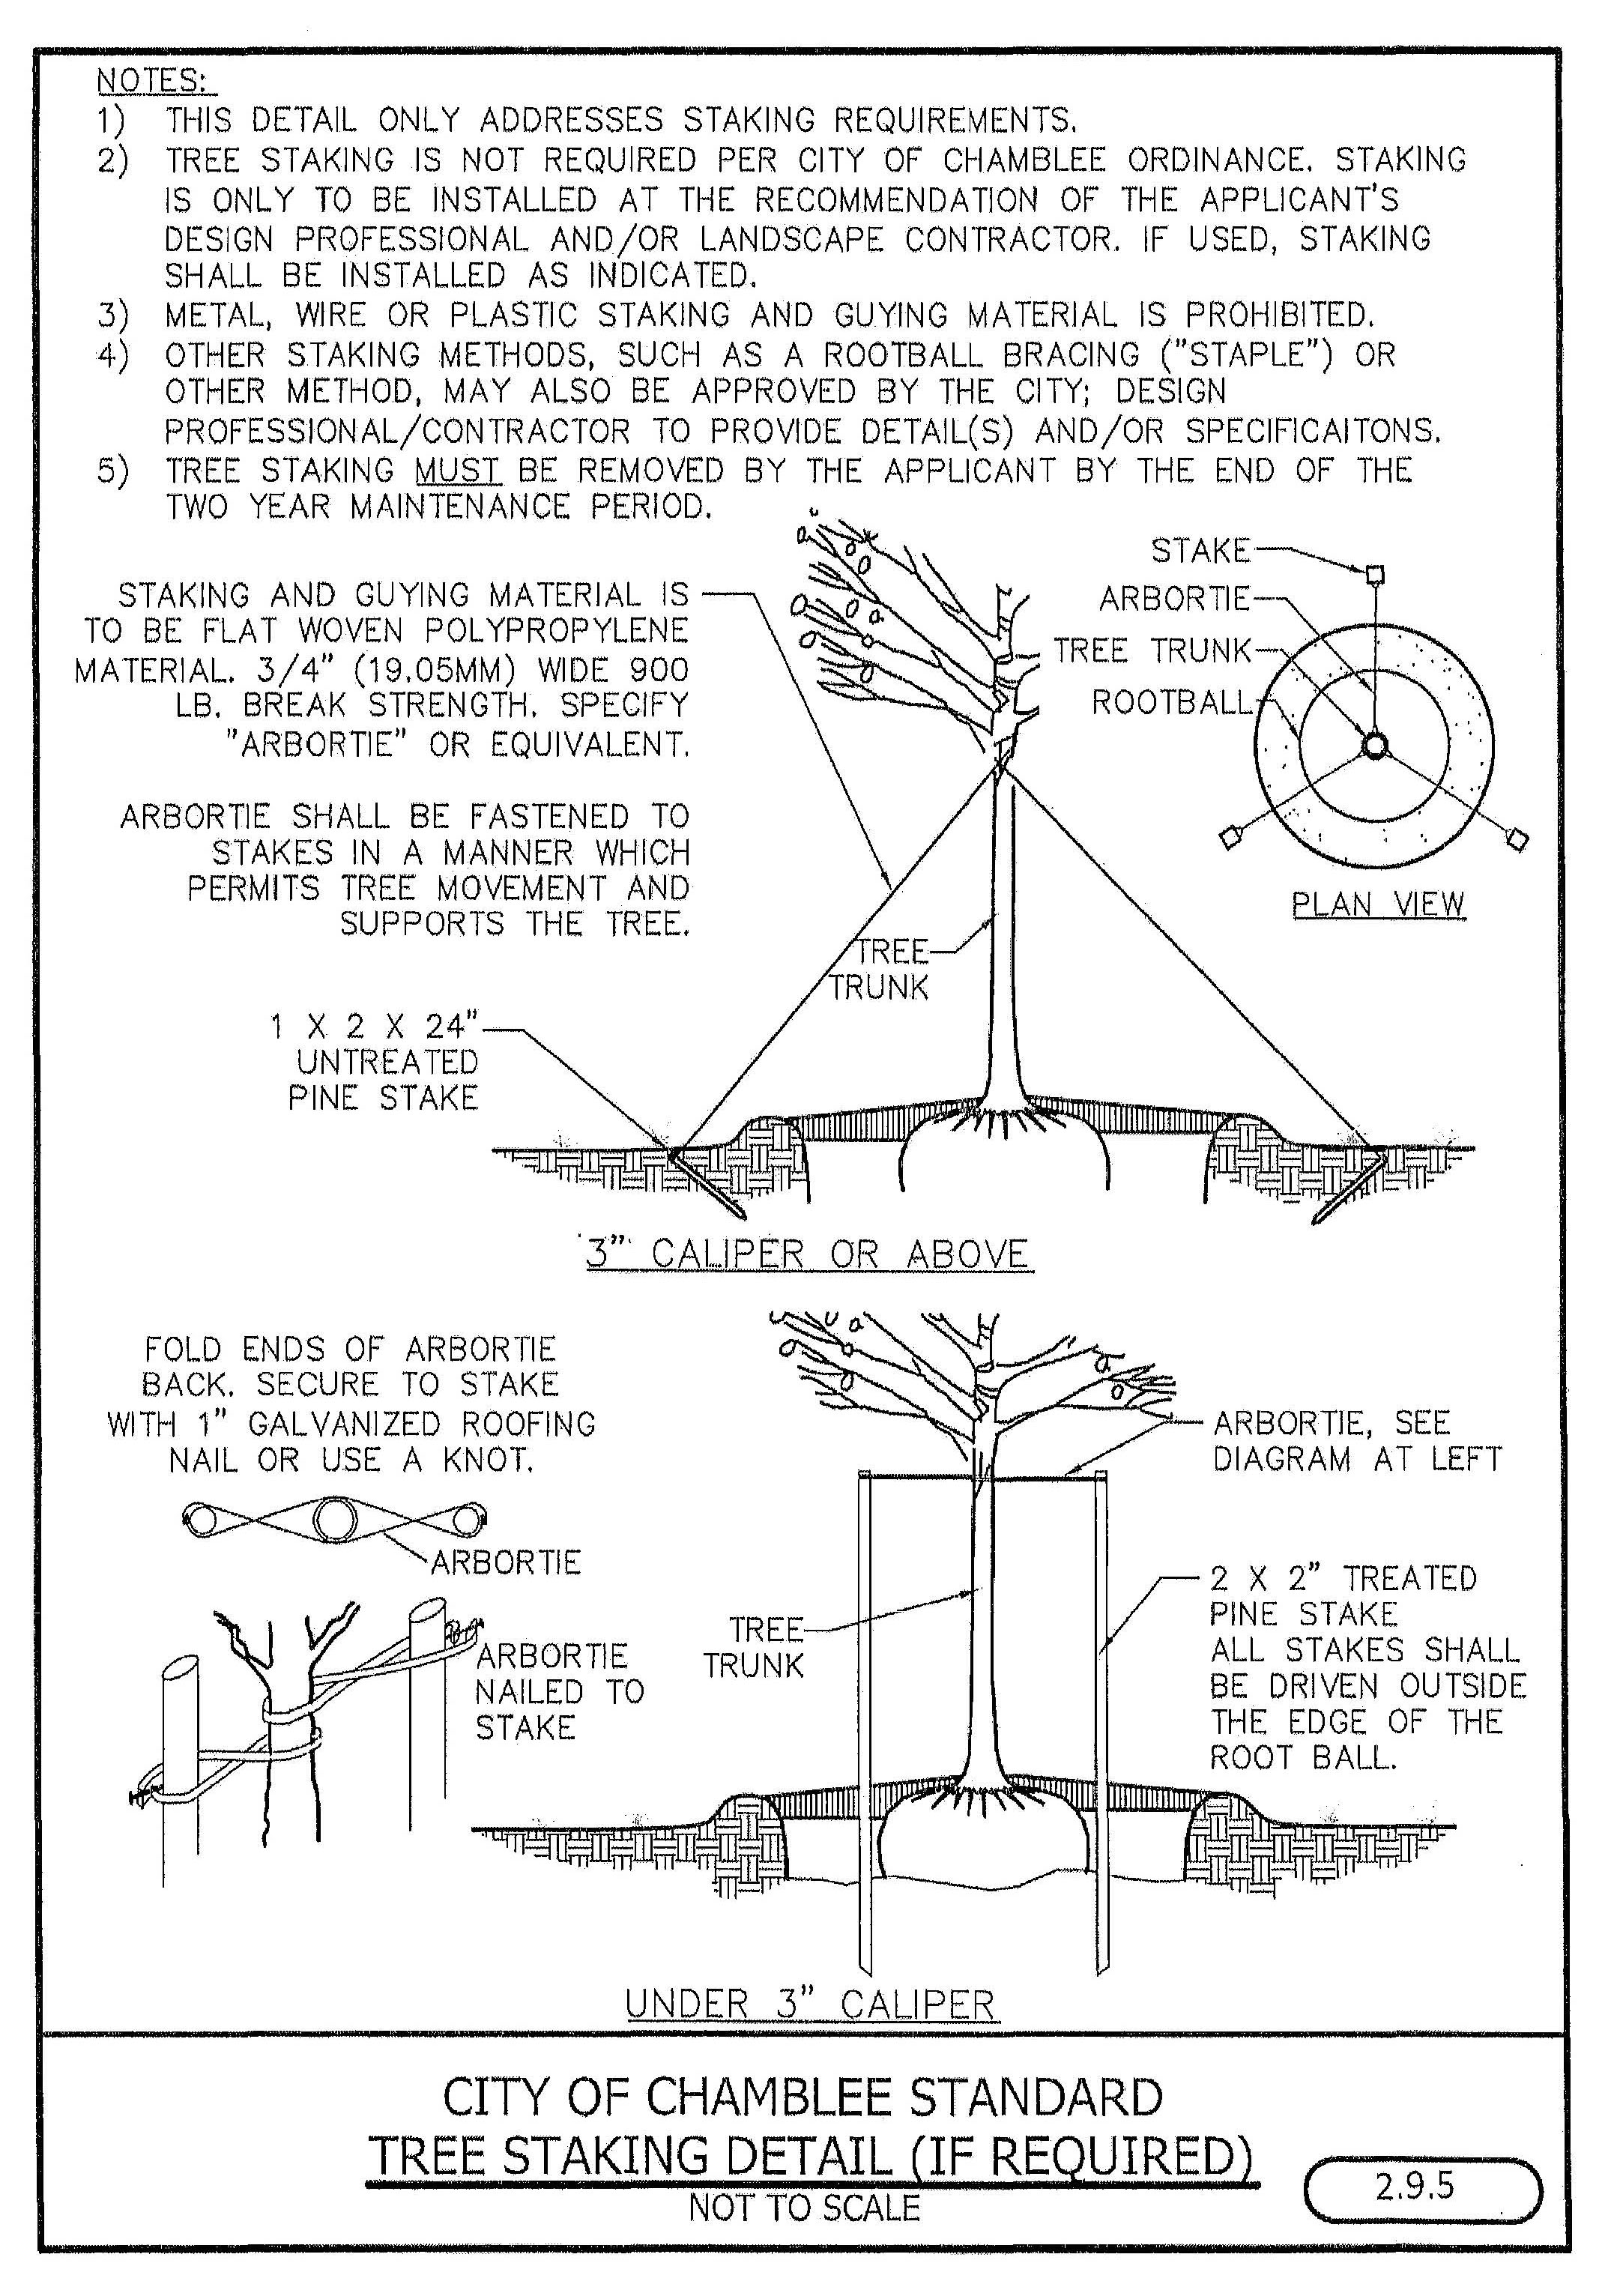 NOTES:
1) THIS DETAIL ONLY ADDRESSES STAKING REQUIREMENTS.
2) TREE STAKING IS NOT REQUIRED PER CITY OF CHAMBLEE ORDINANCE. STAKING
IS ONLY TO BE INSTALLED AT THE RECOMMENDATION OF THE APPLICANT'S
DESIGN PROFESSIONAL AND/OR LANDSCAPE CONTRACTOR. IF USED, STAKING
SHALL BE INSTALLED AS INDICATED.
3) METAL, WIRE OR PLASTIC STAKING AND GUYING MATERIAL IS PROHIBITED.
4) OTHER STAKING METHODS, SUCH AS A ROOTBALL BRACING ("STAPLE") OR
OTHER METHOD, MAY ALSO BE APPROVED BY THE CITY; DESIGN
PROFESSIONAL/CONTRACTOR TO PROVIDE DETAIL(S) AND/OR SPECIFICAITONS.
5) TREE STAKING MUST BE REMOVED BY THE APPLICANT BY THE END OF THE
TWO YEAR MAINTENANCE PERIOD.
STAKING AND GUYING MATERIAL IS
TO BE FLAT WOVEN POLYPROPYLENE
MATERIAL. 3/4" (19.05MM) WIDE 900
LB. BREAK STRENGTH. SPECIFY
"ARBORTIE" OR EQUIVALENT.
ARBORTIE SHALL BE FASTENED TO
STAKES IN A MANNER WHICH
PERMITS TREE MOVEMENT AND
SUPPORTS THE TREE.
STAKE
ARBORTIE
TREE TRUNK
ROOTBALL
PLAN VIEW
TREE
TRUNK
1 X 2 X 24"
UNTREATED
PINE STAKE
3" CALIPER OR ABOVE
FOLD ENDS OF ARBORTIE
BACK. SECURE TO STAKE
WITH 1" GALVANIZED ROOFING
NAIL OR USE A KNOT.
ARBORTIE
ARBORTIE
NAILED TO
STAKE
ARBORTIE, SEE
DIAGRAM AT LEFT
TREE
TRUNK
2 X 2" TREATED
PINE STAKE
ALL STAKES SHALL
BE DRIVEN OUTSIDE
THE EDGE OF THE
ROOT BALL.
UNDER 3" CALIPER
CITY OF CHAMBLEE STANDARD
TREE STAKING DETAIL (IF REQUIRED)
NOT TO SCALE
2.9.5